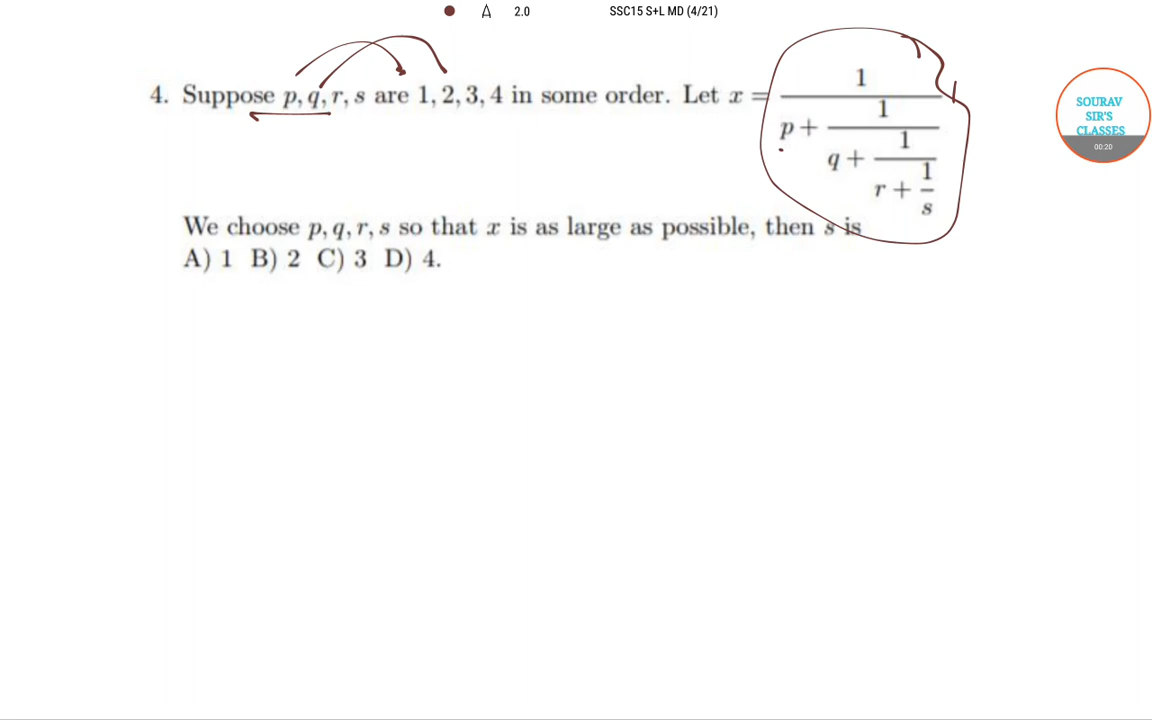 2.0 SSC15 S+L MD (4/21)
4. Suppose p, q, r, s are 1, 2, 3, 4 in some order. Let x = 1/(p + 1/(q + 1/(r + 1/s)))
We choose p, q, r, s so that x is as large as possible, then s is
A) 1 B) 2 C) 3 D) 4.
SOURAV
SIR'S
CLASSES
00:20